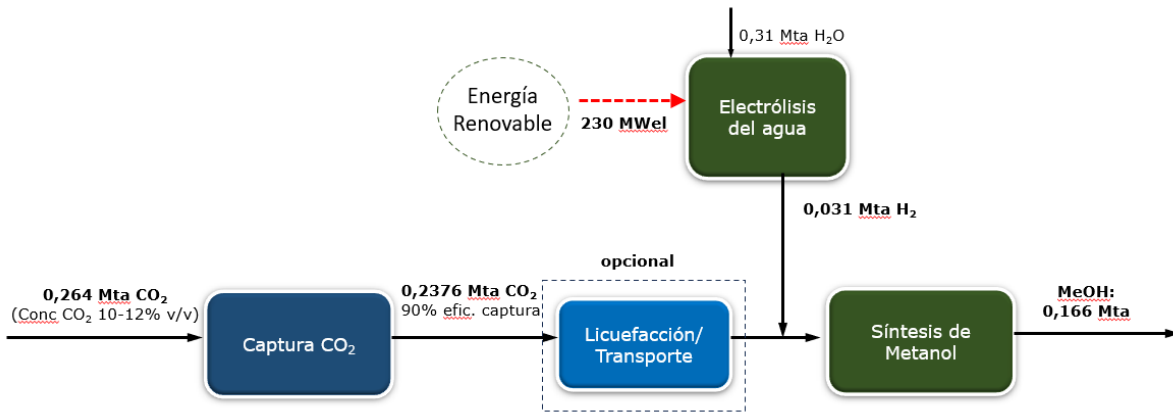 0,31 Mta H₂O
Energía
Renovable
230 MWel
Electrólisis
del agua
0,031 Mta H₂
opcional
0,264 Mta CO₂
(Conc CO₂ 10-12% v/v)
Captura CO₂
0,2376 Mta CO₂
90% efic. captura
Licuefacción/
Transporte
Síntesis de
Metanol
MeOH:
0,166 Mta